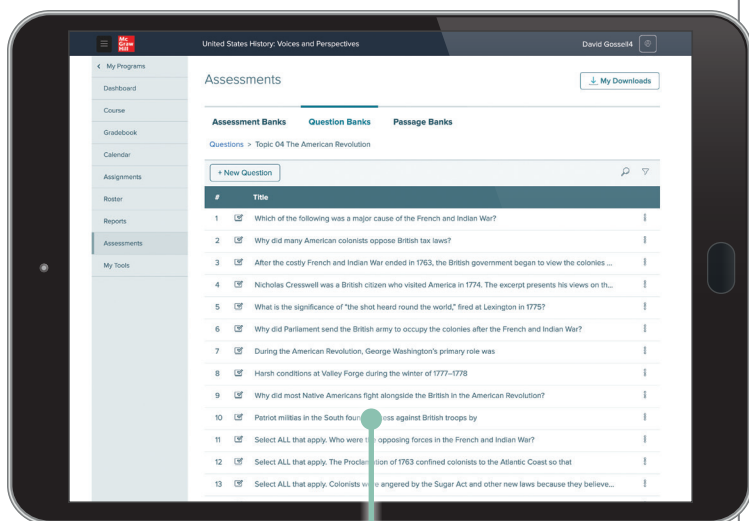 Mc
Graw
Hill
United States History: Voices and Perspectives
David Gossell4
My Programs
Dashboard
Course
Gradebook
Calendar
Assignments
Roster
Reports
Assessments
My Tools
Assessments
My Downloads
Assessment Banks Question Banks Passage Banks
Questions > Topic 04 The American Revolution
+ New Question
# Title
1 Which of the following was a major cause of the French and Indian War?
2 Why did many American colonists oppose British tax laws?
3 After the costly French and Indian War ended in 1763, the British government began to view the colonies ...
4 Nicholas Cresswell was a British citizen who visited America in 1774. The excerpt presents his views on th...
5 What is the significance of "the shot heard round the world," fired at Lexington in 1775?
6 Why did Parliament send the British army to occupy the colonies after the French and Indian War?
7 During the American Revolution, George Washington's primary role was
8 Harsh conditions at Valley Forge during the winter of 1777–1778
9 Why did most Native Americans fight alongside the British in the American Revolution?
10 Patriot militias in the South against British troops by
11 Select ALL that apply. Who were opposing forces in the French and Indian War?
12 Select ALL that apply. The of 1763 confined colonists to the Atlantic Coast so that
13 Select ALL that apply. Colonists angered by the Sugar Act and other new laws because they believe...